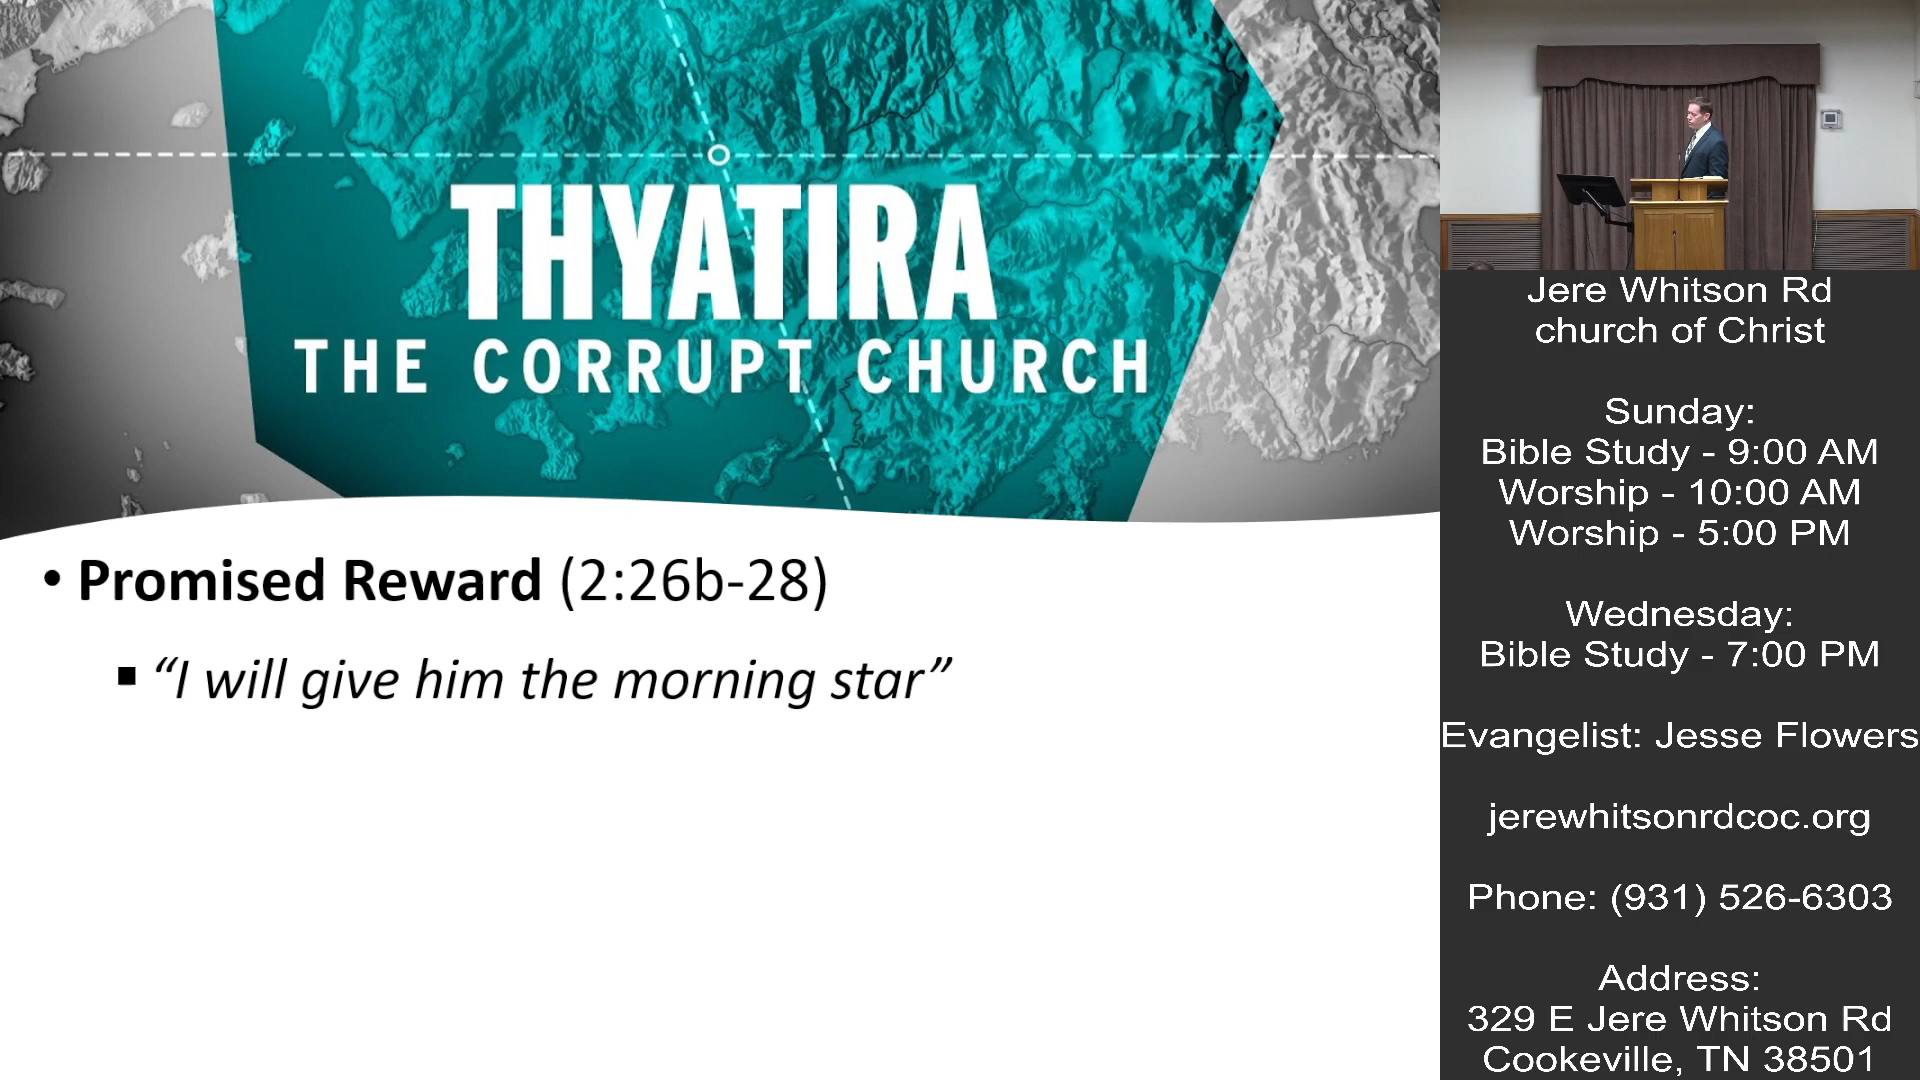 THYATIRA
THE CORRUPT CHURCH
• Promised Reward (2:26b-28)
▪ “I will give him the morning star”
Jere Whitson Rd
church of Christ
Sunday:
Bible Study - 9:00 AM
Worship - 10:00 AM
Worship - 5:00 PM
Wednesday:
Bible Study - 7:00 PM
Evangelist: Jesse Flowers
jerewhitsonrdcoc.org
Phone: (931) 526-6303
Address:
329 E Jere Whitson Rd
Cookeville, TN 38501